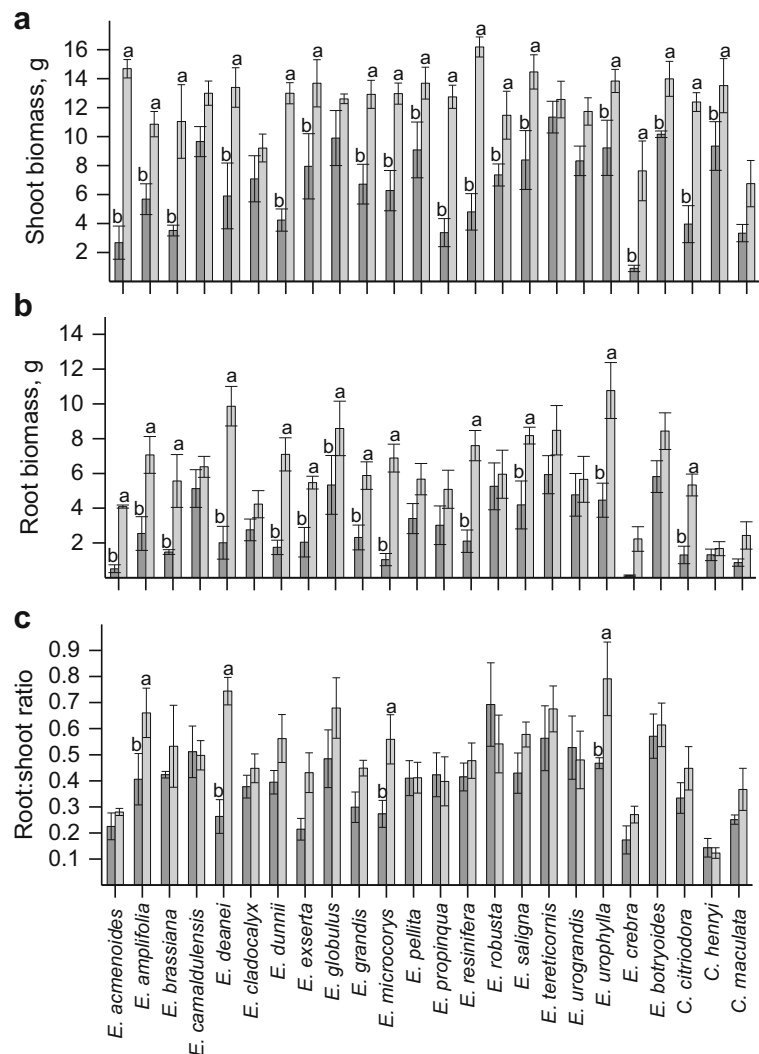 a
Shoot biomass, g
16
14
12
10
8
6
4
2
b a b a b a b a b a b a b a b a b a b a b a b a b a b a b a b a b a b a
b
Root biomass, g
14
12
10
8
6
4
2
b a b a b a b a b a b a b a b a b a b a b a b a b a
c
Root:shoot ratio
0.9
0.8
0.7
0.6
0.5
0.4
0.3
0.2
0.1
b a b a b a b a
E. acmenoides
E. amplifolia
E. brassiana
E. camaldulensis
E. deanei
E. cladocalyx
E. dunnii
E. exserta
E. globulus
E. grandis
E. microcorys
E. pellita
E. propinqua
E. resinifera
E. robusta
E. saligna
E. tereticornis
E. urograndis
E. urophylla
E. crebra
E. botryoides
C. citriodora
C. henryi
C. maculata